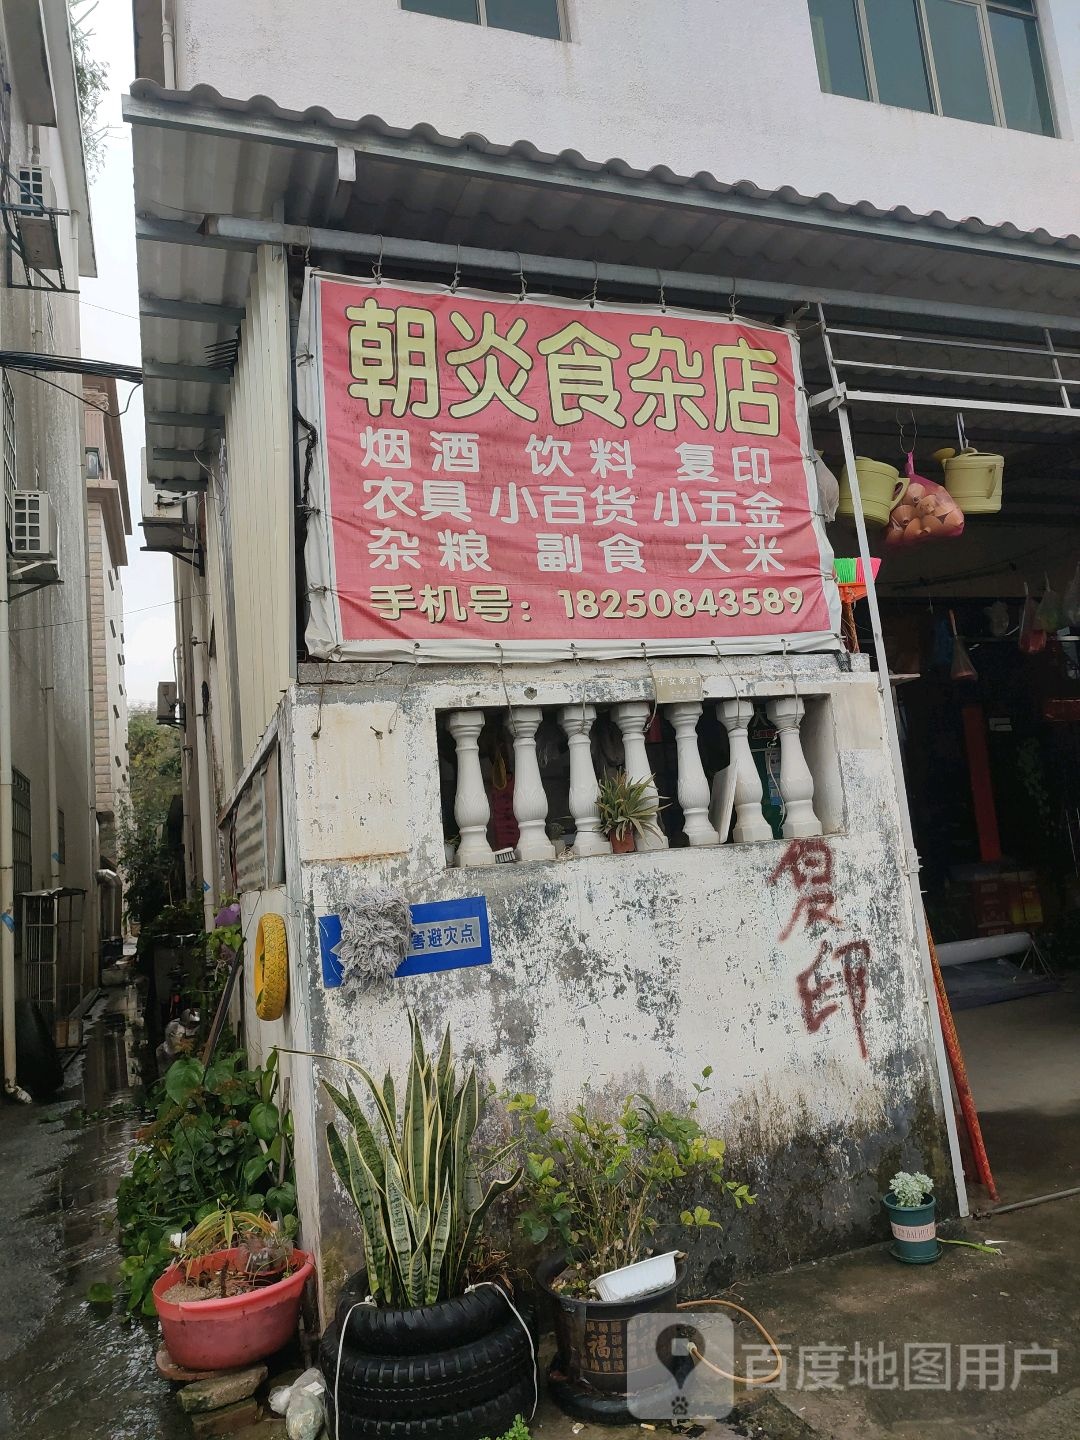 朝炎食杂店
烟酒 饮料 复印
农具 小百货 小五金
杂粮 副食 大米
手机号：18250843589
害避灾点
复印
福
百度地图用户